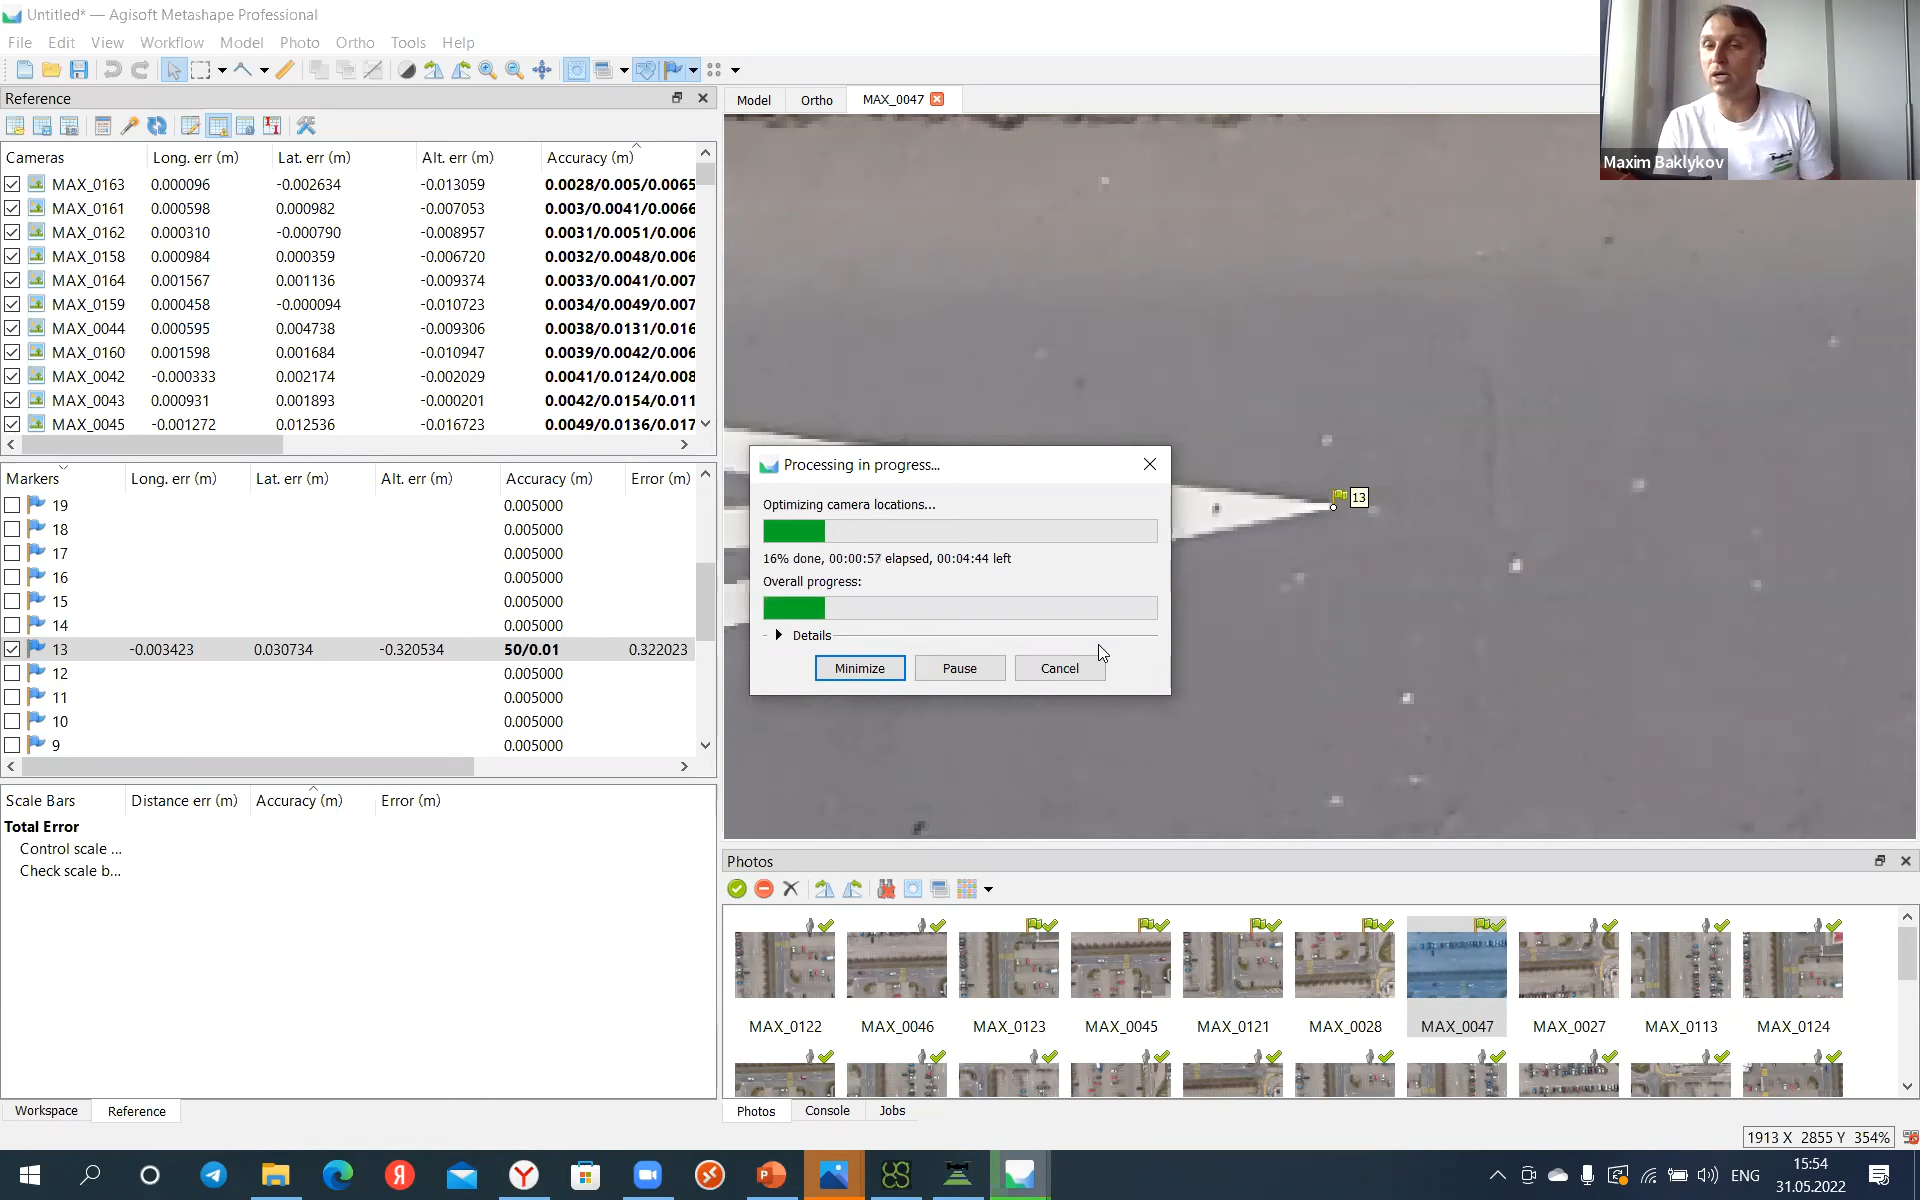 Untitled* — Agisoft Metashape Professional
File Edit View Workflow Model Photo Ortho Tools Help
Reference
Cameras Long. err (m) Lat. err (m) Alt. err (m) Accuracy (m)
MAX_0163 0.000096 -0.002634 -0.013059 0.0028/0.005/0.0065
MAX_0161 0.000598 0.000982 -0.007053 0.003/0.0041/0.0066
MAX_0162 0.000310 -0.000790 -0.008957 0.0031/0.0051/0.006
MAX_0158 0.000984 0.000359 -0.006720 0.0032/0.0048/0.006
MAX_0164 0.001567 0.001136 -0.009374 0.0033/0.0041/0.007
MAX_0159 0.000458 -0.000094 -0.010723 0.0034/0.0049/0.007
MAX_0044 0.000595 0.004738 -0.009306 0.0038/0.0131/0.016
MAX_0160 0.001598 0.001684 -0.010947 0.0039/0.0042/0.006
MAX_0042 -0.000333 0.002174 -0.002029 0.0041/0.0124/0.008
MAX_0043 0.000931 0.001893 -0.000201 0.0042/0.0154/0.011
MAX_0045 -0.001272 0.012536 -0.016723 0.0049/0.0136/0.017
Markers Long. err (m) Lat. err (m) Alt. err (m) Accuracy (m) Error (m)
19 0.005000
18 0.005000
17 0.005000
16 0.005000
15 0.005000
14 0.005000
13 -0.003423 0.030734 -0.320534 50/0.01 0.322023
12 0.005000
11 0.005000
10 0.005000
9 0.005000
Scale Bars Distance err (m) Accuracy (m) Error (m)
Total Error
Control scale ...
Check scale b...
Workspace Reference
Model Ortho MAX_0047
Maxim Baklykov
13
Processing in progress...
Optimizing camera locations...
16% done, 00:00:57 elapsed, 00:04:44 left
Overall progress:
Details
Minimize Pause Cancel
Photos
MAX_0122 MAX_0046 MAX_0123 MAX_0045 MAX_0121 MAX_0028 MAX_0047 MAX_0027 MAX_0113 MAX_0124
Photos Console Jobs
1913 X 2855 Y 354%
ENG
15:54
31.05.2022